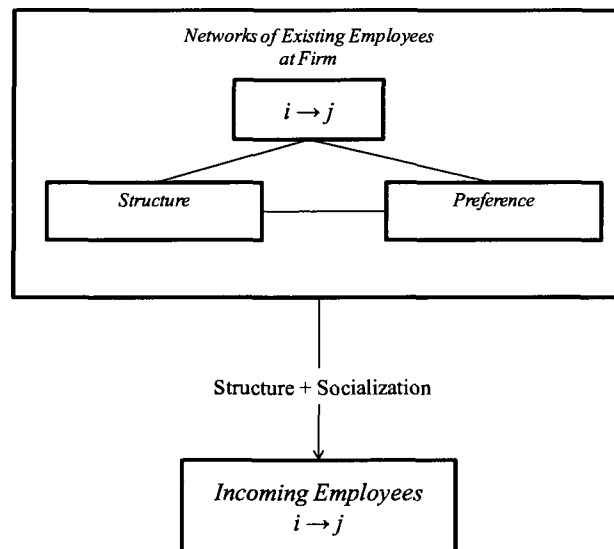 Networks of Existing Employees
at Firm
i → j
Structure
Preference
Structure + Socialization
Incoming Employees
i → j